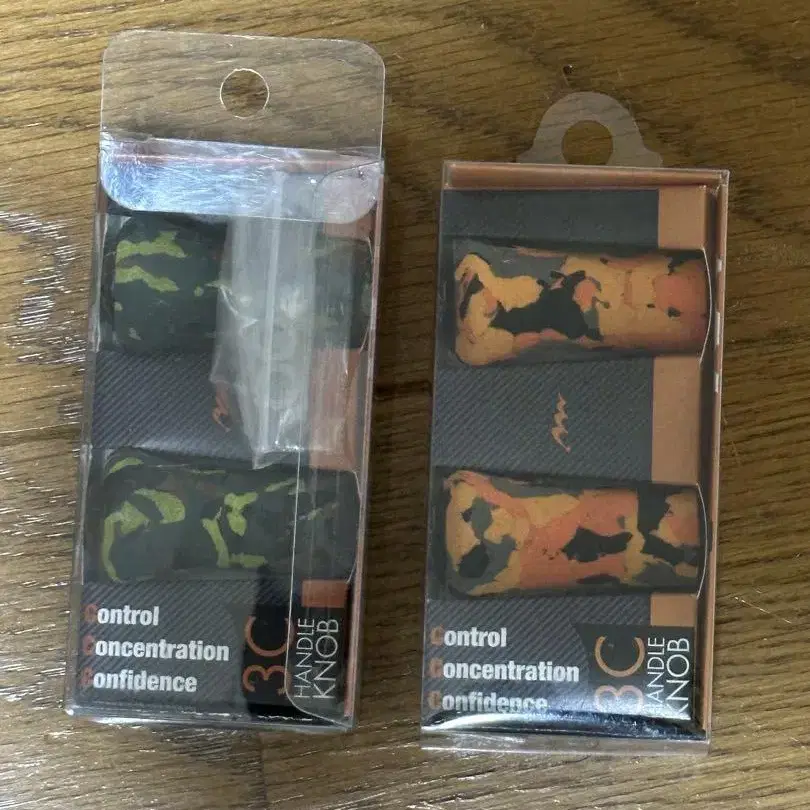 Control
Concentration
Confidence
3C
HANDLE
KNOB
Control
Concentration
Confidence
3C
HANDLE
KNOB